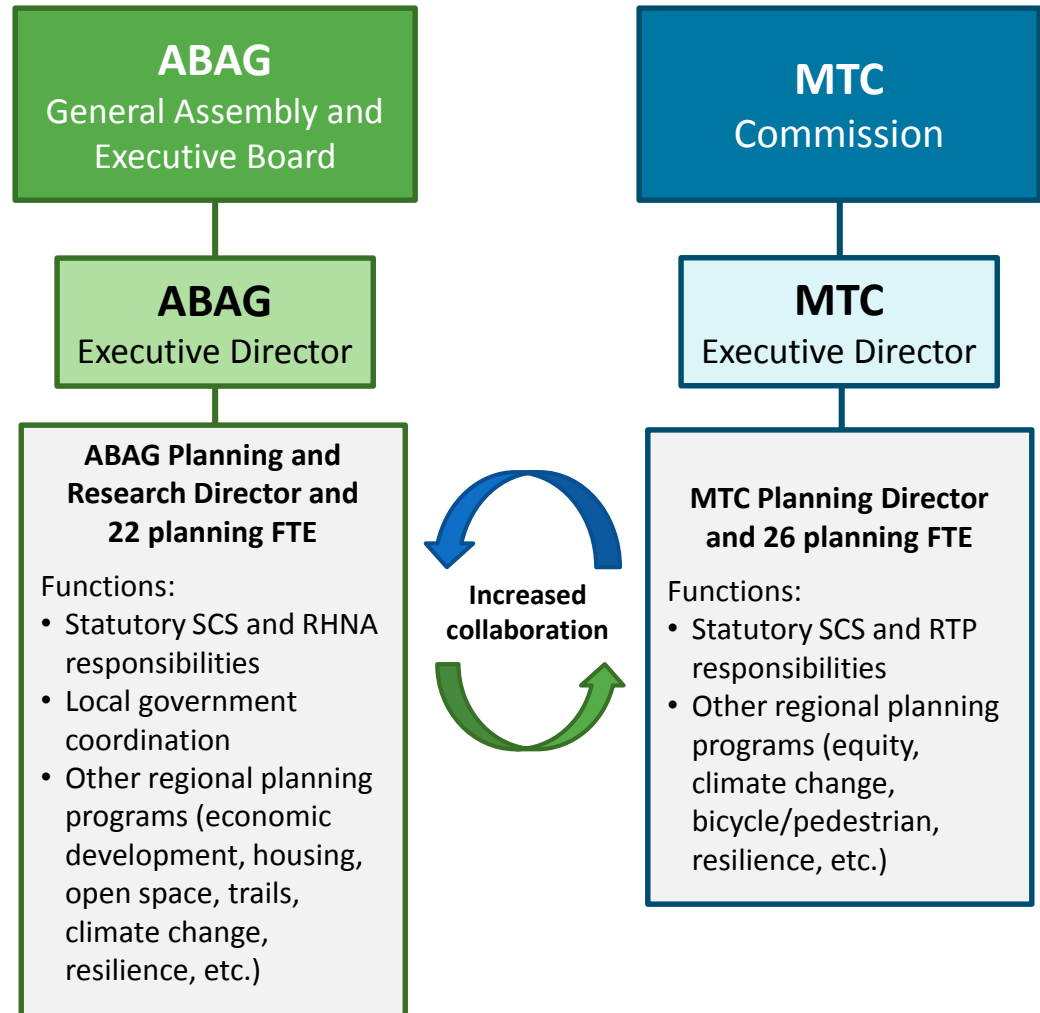 ABAG
General Assembly and
Executive Board
MTC
Commission
ABAG
Executive Director
MTC
Executive Director
ABAG Planning and
Research Director and
22 planning FTE
Functions:
• Statutory SCS and RHNA
responsibilities
• Local government
coordination
• Other regional planning
programs (economic
development, housing,
open space, trails,
climate change,
resilience, etc.)
Increased
collaboration
MTC Planning Director
and 26 planning FTE
Functions:
• Statutory SCS and RTP
responsibilities
• Other regional planning
programs (equity,
climate change,
bicycle/pedestrian,
resilience, etc.)